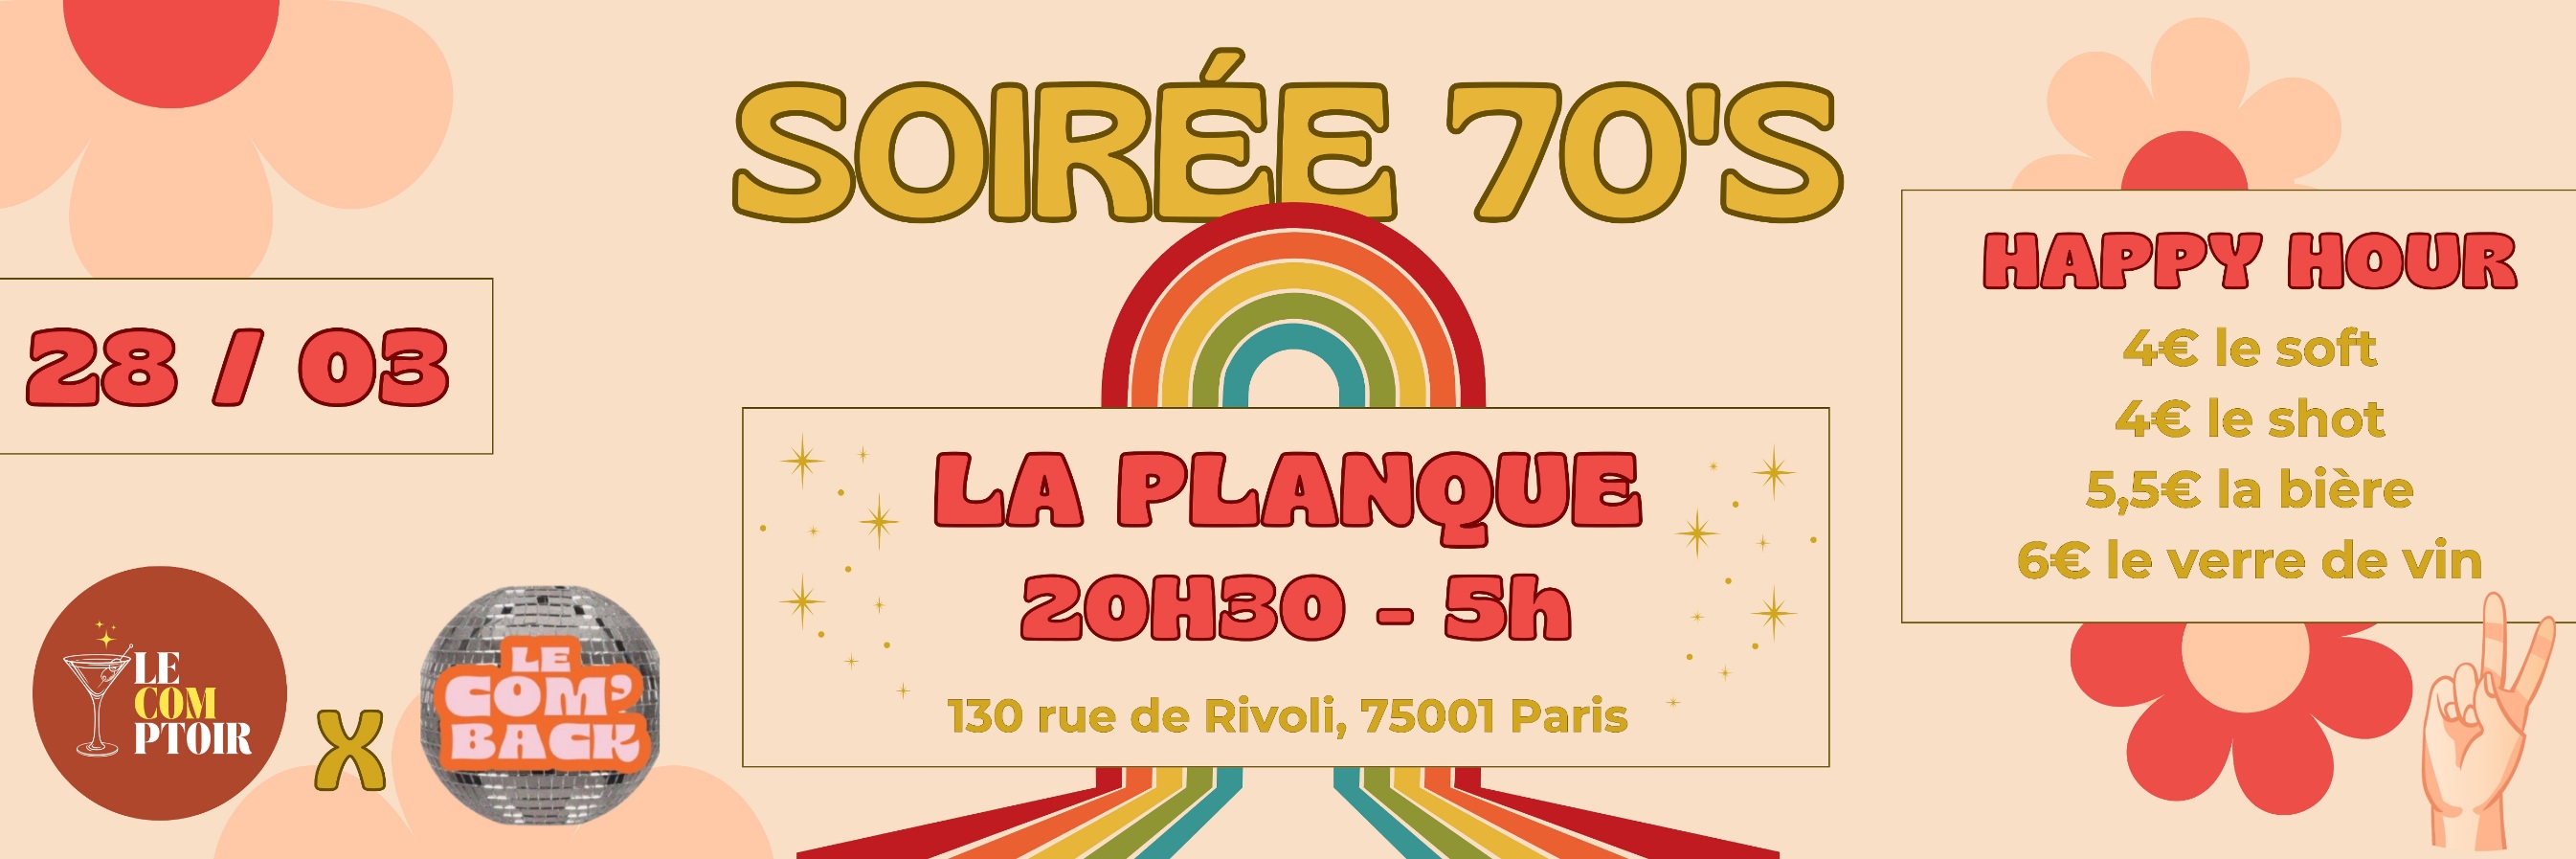 SOIRÉE 70'S
28 / 03
LE
COM
PTOIR
X
LE
COM'
BACK
LA PLANQUE
20H30 - 5h
130 rue de Rivoli, 75001 Paris
HAPPY HOUR
4€ le soft
4€ le shot
5,5€ la bière
6€ le verre de vin